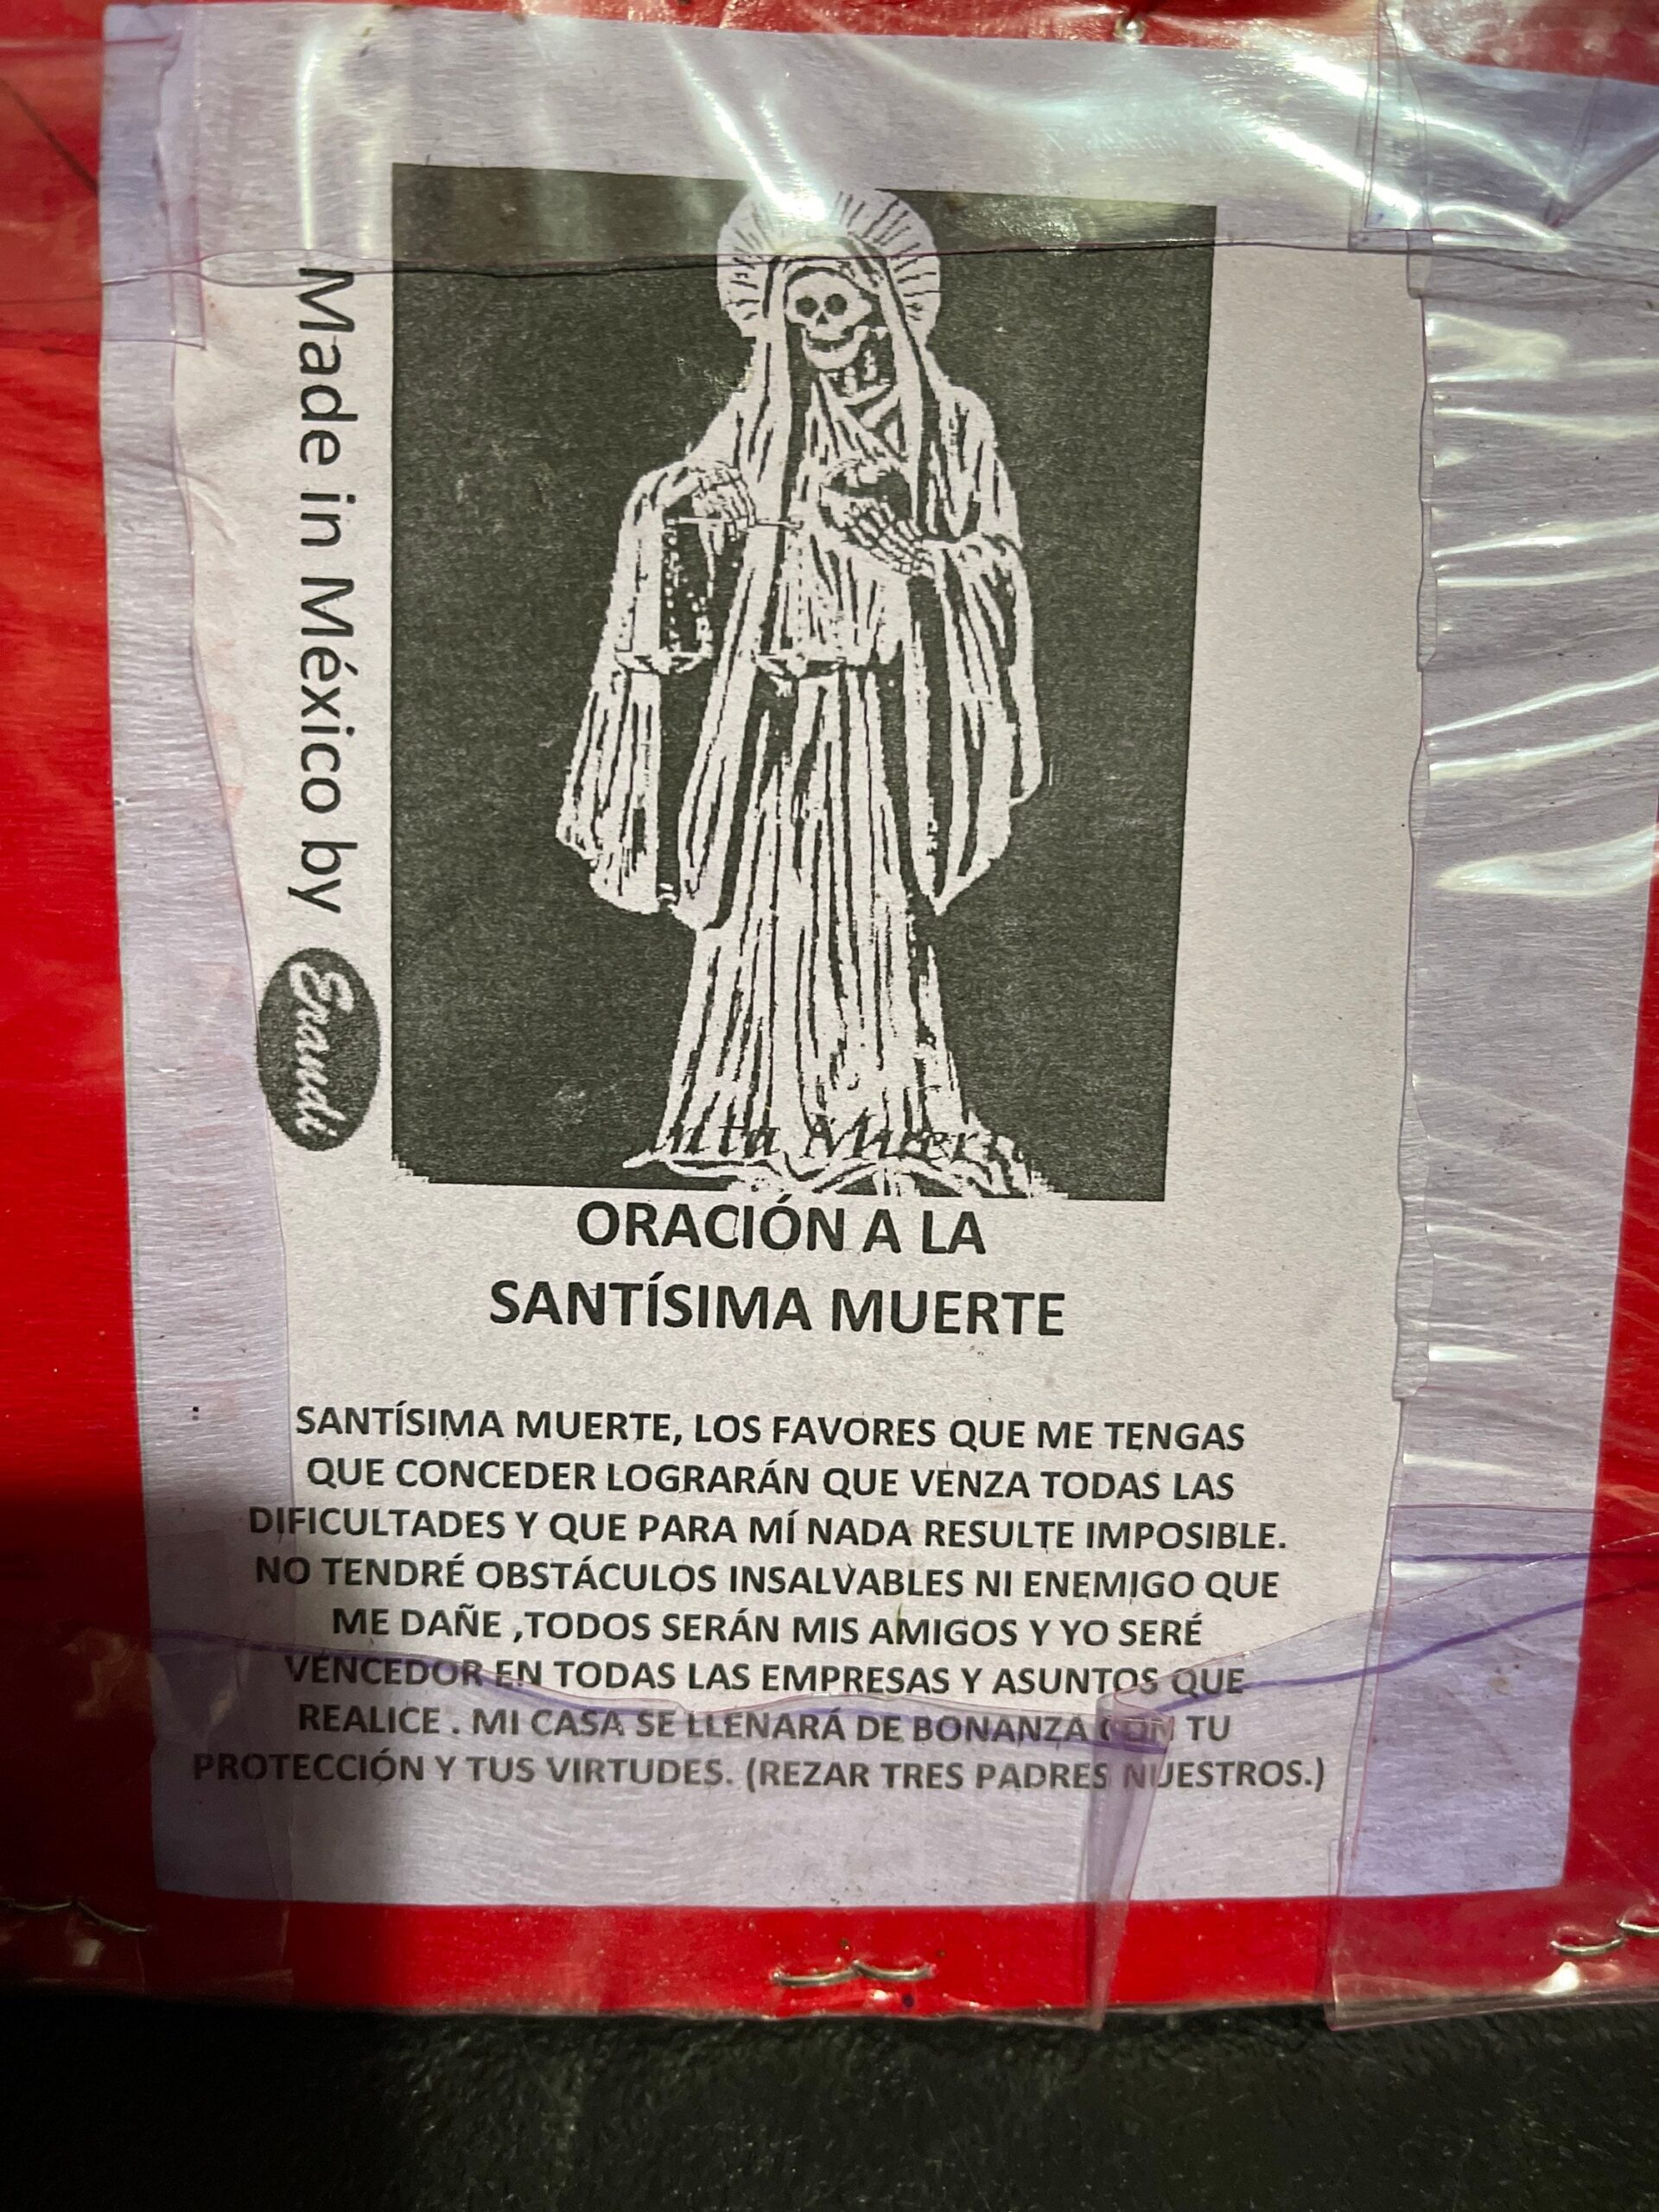 Made in México by
Erandi
ta Muer
ORACIÓN A LA
SANTÍSIMA MUERTE
SANTÍSIMA MUERTE, LOS FAVORES QUE ME TENGAS
QUE CONCEDER LOGRARÁN QUE VENZA TODAS LAS
DIFICULTADES Y QUE PARA MÍ NADA RESULTE IMPOSIBLE.
NO TENDRÉ OBSTÁCULOS INSALVABLES NI ENEMIGO QUE
ME DAÑE ,TODOS SERÁN MIS AMIGOS Y YO SERÉ
VENCEDOR EN TODAS LAS EMPRESAS Y ASUNTOS QUE
REALICE . MI CASA SE LLENARÁ DE BONANZA CON TU
PROTECCIÓN Y TUS VIRTUDES. (REZAR TRES PADRES NUESTROS.)